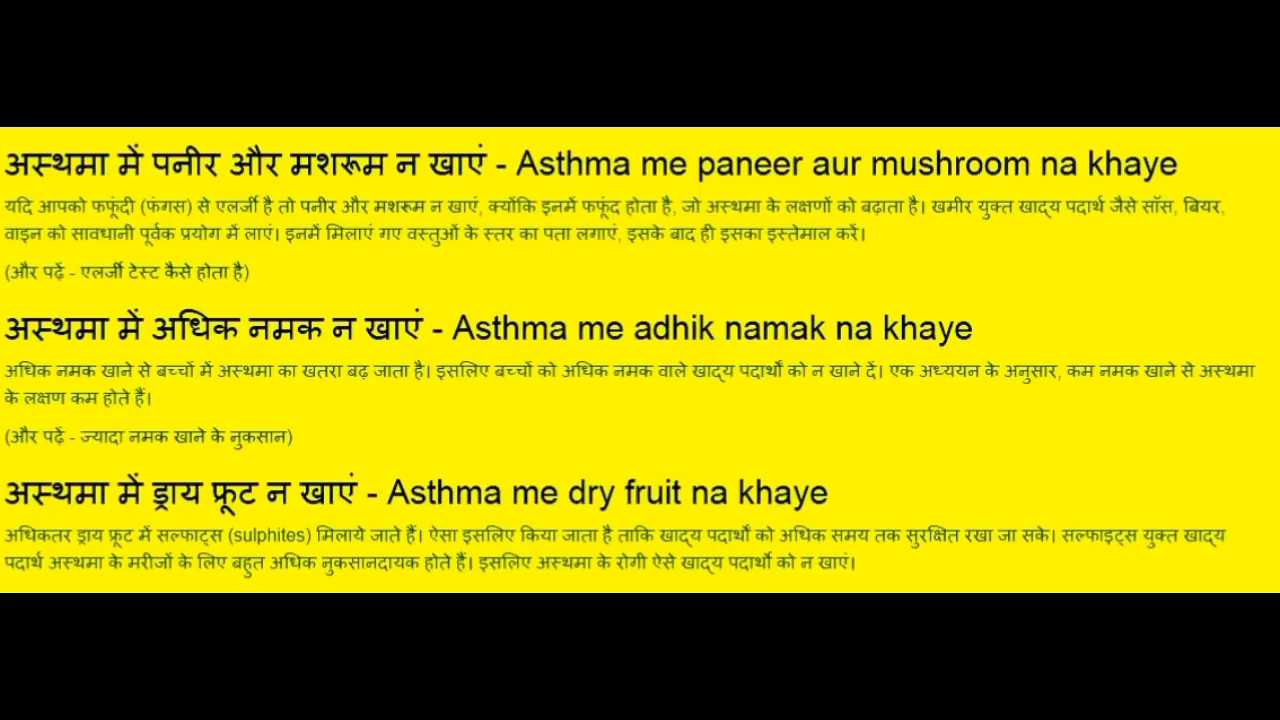 अस्थमा में पनीर और मशरूम न खाएं - Asthma me paneer aur mushroom na khaye
यदि आपको फफूंदी (फंगस) से एलर्जी है तो पनीर और मशरूम न खाएं, क्योंकि इनमें फफूंद होता है, जो अस्थमा के लक्षणों को बढ़ाता है। खमीर युक्त खाद्य पदार्थ जैसे सॉस, बियर,
वाइन को सावधानी पूर्वक प्रयोग में लाएं। इनमें मिलाएं गए वस्तुओं के स्तर का पता लगाएं, इसके बाद ही इसका इस्तेमाल करें।
(और पढ़ें - एलर्जी टेस्ट कैसे होता है)
अस्थमा में अधिक नमक न खाएं - Asthma me adhik namak na khaye
अधिक नमक खाने से बच्चों में अस्थमा का खतरा बढ़ जाता है। इसलिए बच्चों को अधिक नमक वाले खाद्य पदार्थों को न खाने दें। एक अध्ययन के अनुसार, कम नमक खाने से अस्थमा
के लक्षण कम होते हैं।
(और पढ़ें - ज्यादा नमक खाने के नुकसान)
अस्थमा में ड्राय फ्रूट न खाएं - Asthma me dry fruit na khaye
अधिकतर ड्राय फ्रूट में सल्फाट्स (sulphites) मिलाये जाते हैं। ऐसा इसलिए किया जाता है ताकि खाद्य पदार्थों को अधिक समय तक सुरक्षित रखा जा सके। सल्फाइट्स युक्त खाद्य
पदार्थ अस्थमा के मरीजों के लिए बहुत अधिक नुकसानदायक होते हैं। इसलिए अस्थमा के रोगी ऐसे खाद्य पदार्थों को न खाएं।